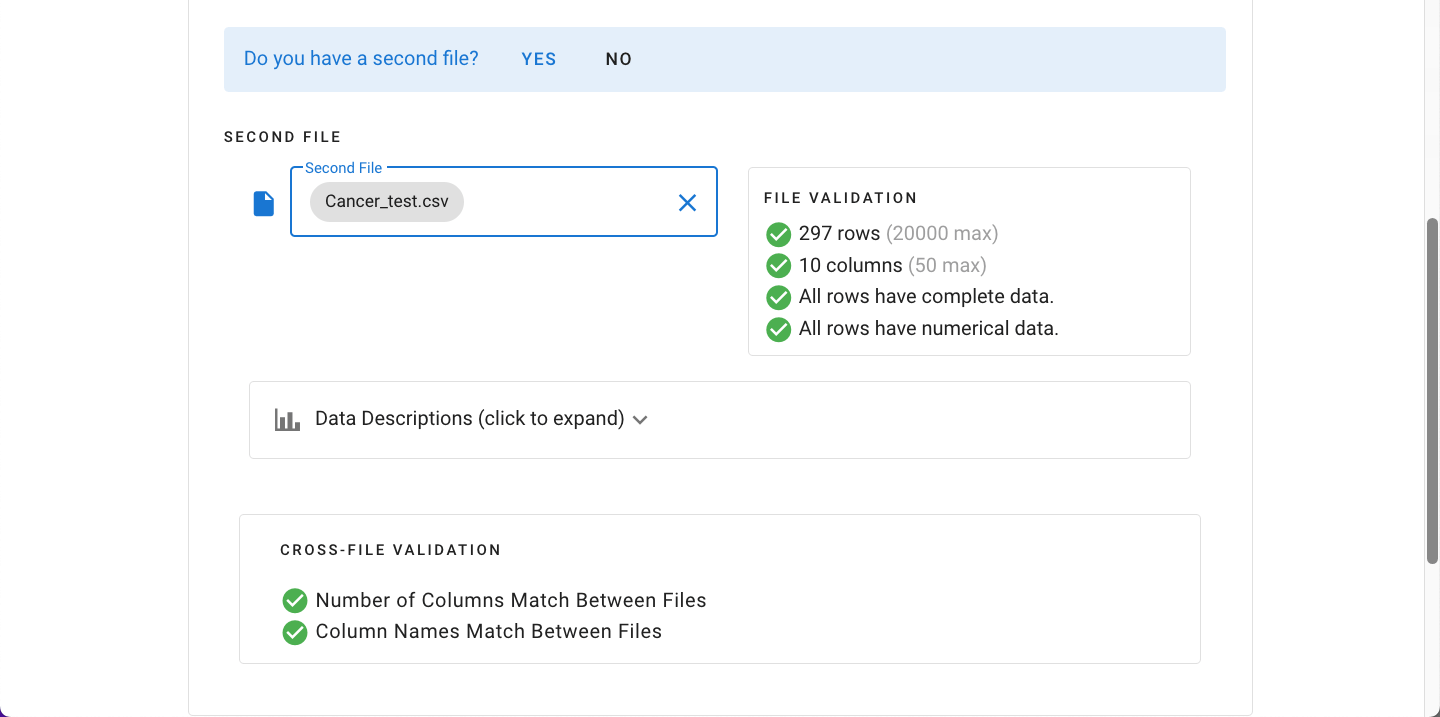 Do you have a second file? YES NO
SECOND FILE
Second File
Cancer_test.csv
FILE VALIDATION
297 rows (20000 max)
10 columns (50 max)
All rows have complete data.
All rows have numerical data.
Data Descriptions (click to expand)
CROSS-FILE VALIDATION
Number of Columns Match Between Files
Column Names Match Between Files